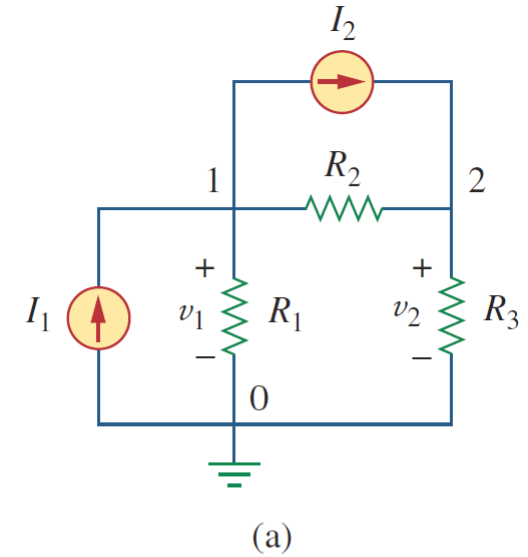 I₂
R₂
1
2
+
+
I₁
v₁
R₁
v₂
R₃
−
−
0
(a)